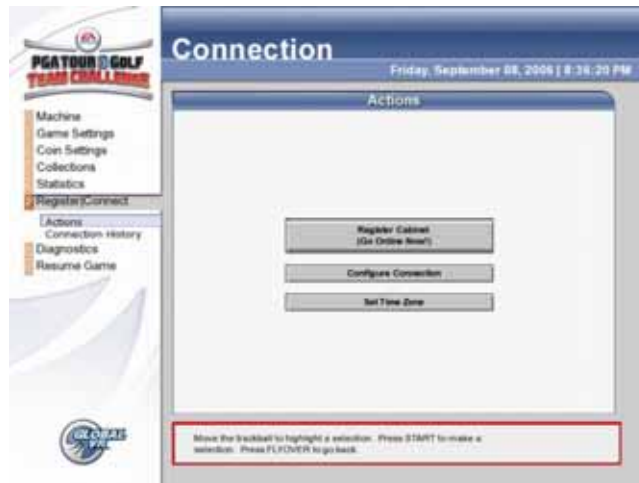 EA
PGA TOUR GOLF
TEAM CHALLENGE
Connection
Friday, September 08, 2006 | 8:36:20 PM
Actions
Machine
Game Settings
Coin Settings
Collections
Statistics
Register/Connect
Actions
Connection History
Diagnostics
Resume Game
Register Cabinet
(Go Online Now!)
Configure Connection
Set Time Zone
GLOBAL
VR
Move the trackball to highlight a selection. Press START to make a
selection. Press FLYOVER to go back.